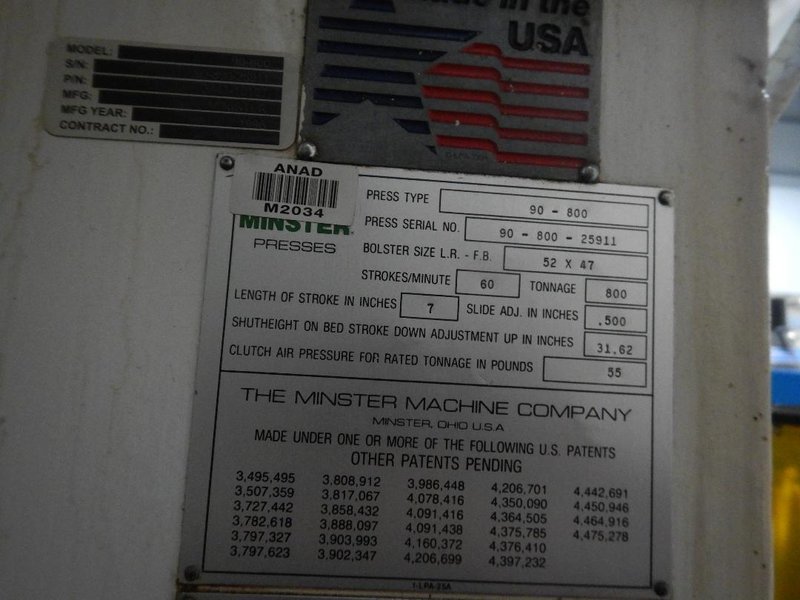 Made in the
USA
MODEL:
S/N:
P/N:
MFG:
MFG YEAR:
CONTRACT NO.:
ANAD
M2034
MINSTER
PRESSES
PRESS TYPE 90 - 800
PRESS SERIAL NO. 90 - 800 - 25911
BOLSTER SIZE L.R. - F.B. 52 X 47
STROKES/MINUTE 60 TONNAGE 800
LENGTH OF STROKE IN INCHES 7 SLIDE ADJ. IN INCHES .500
SHUTHEIGHT ON BED STROKE DOWN ADJUSTMENT UP IN INCHES 31.62
CLUTCH AIR PRESSURE FOR RATED TONNAGE IN POUNDS 55
THE MINSTER MACHINE COMPANY
MINSTER, OHIO U.S.A
MADE UNDER ONE OR MORE OF THE FOLLOWING U.S. PATENTS
OTHER PATENTS PENDING
3,495,495 3,808,912 3,986,448 4,206,701 4,442,691
3,507,359 3,817,067 4,078,416 4,350,090 4,450,946
3,727,442 3,858,432 4,091,416 4,364,505 4,464,916
3,782,618 3,888,097 4,091,438 4,375,785 4,475,278
3,797,327 3,903,993 4,160,372 4,376,410
3,797,623 3,902,347 4,206,699 4,397,232
1-LPA-25A